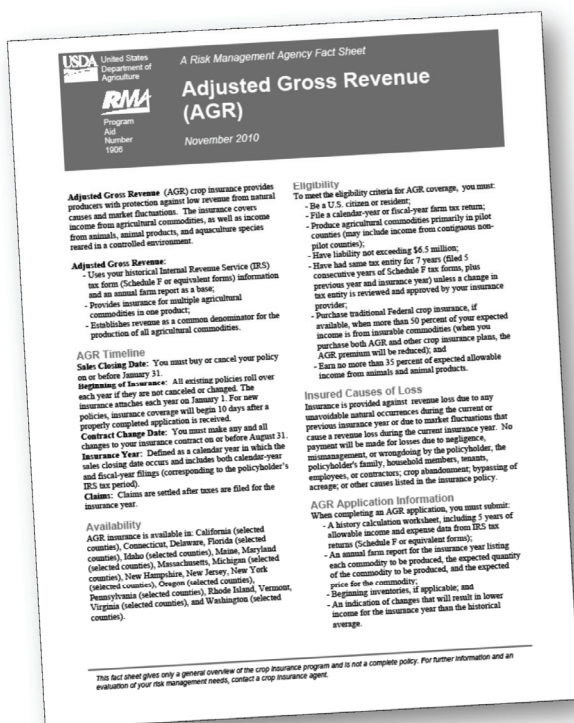 USDA United States
Department of
Agriculture
RMA
Program
Aid
Number
1906
A Risk Management Agency Fact Sheet
Adjusted Gross Revenue
(AGR)
November 2010
Adjusted Gross Revenue (AGR) crop insurance provides
producers with protection against low revenue from natural
causes and market fluctuations. The insurance covers
income from agricultural commodities, as well as income
from animals, animal products, and aquaculture species
reared in a controlled environment.
Adjusted Gross Revenue:
- Uses your historical Internal Revenue Service (IRS)
tax form (Schedule F or equivalent forms) information
and an annual farm report as a base;
- Provides insurance for multiple agricultural
commodities in one product;
- Establishes revenue as a common denominator for the
production of all agricultural commodities.
AGR Timeline
Sales Closing Date: You must buy or cancel your policy
on or before January 31.
Beginning of Insurance: All existing policies roll over
each year if they are not canceled or changed. The
insurance attaches each year on January 1. For new
policies, insurance coverage will begin 10 days after a
properly completed application is received.
Contract Change Date: You must make any and all
changes to your insurance contract on or before August 31.
Insurance Year: Defined as a calendar year in which the
sales closing date occurs and includes both calendar-year
and fiscal-year filings (corresponding to the policyholder's
IRS tax period).
Claims: Claims are settled after taxes are filed for the
insurance year.
Availability
AGR insurance is available in: California (selected
counties), Connecticut, Delaware, Florida (selected
counties), Idaho (selected counties), Maine, Maryland
(selected counties), Massachusetts, Michigan (selected
counties), New Hampshire, New Jersey, New York
(selected counties), Oregon (selected counties),
Pennsylvania (selected counties), Rhode Island, Vermont,
Virginia (selected counties), and Washington (selected
counties).
Eligibility
To meet the eligibility criteria for AGR coverage, you must:
- Be a U.S. citizen or resident;
- File a calendar-year or fiscal-year farm tax return;
- Produce agricultural commodities primarily in pilot
counties (may include income from contiguous non-
pilot counties);
- Have liability not exceeding $6.5 million;
- Have had same tax entity for 7 years (filed 5
consecutive years of Schedule F tax forms, plus
previous year and insurance year) unless a change in
tax entity is reviewed and approved by your insurance
provider;
- Purchase traditional Federal crop insurance, if
available, when more than 50 percent of your expected
income is from insurable commodities (when you
purchase both AGR and other crop insurance plans, the
AGR premium will be reduced); and
- Earn no more than 35 percent of expected allowable
income from animals and animal products.
Insured Causes of Loss
Insurance is provided against revenue loss due to any
unavoidable natural occurrences during the current or
previous insurance year or due to market fluctuations that
cause a revenue loss during the current insurance year. No
payment will be made for losses due to negligence,
mismanagement, or wrongdoing by the policyholder, the
policyholder's family, household members, tenants,
employees, or contractors; crop abandonment; bypassing of
acreage; or other causes listed in the insurance policy.
AGR Application Information
When completing an AGR application, you must submit:
- A history calculation worksheet, including 5 years of
allowable income and expense data from IRS tax
returns (Schedule F or equivalent forms);
- An annual farm report for the insurance year listing
each commodity to be produced, the expected quantity
of the commodity to be produced, and the expected
price for the commodity;
- Beginning inventories, if applicable; and
- An indication of changes that will result in lower
income for the insurance year than the historical
average.
This fact sheet gives only a general overview of the crop insurance program and is not a complete policy. For further information and an
evaluation of your risk management needs, contact a crop insurance agent.